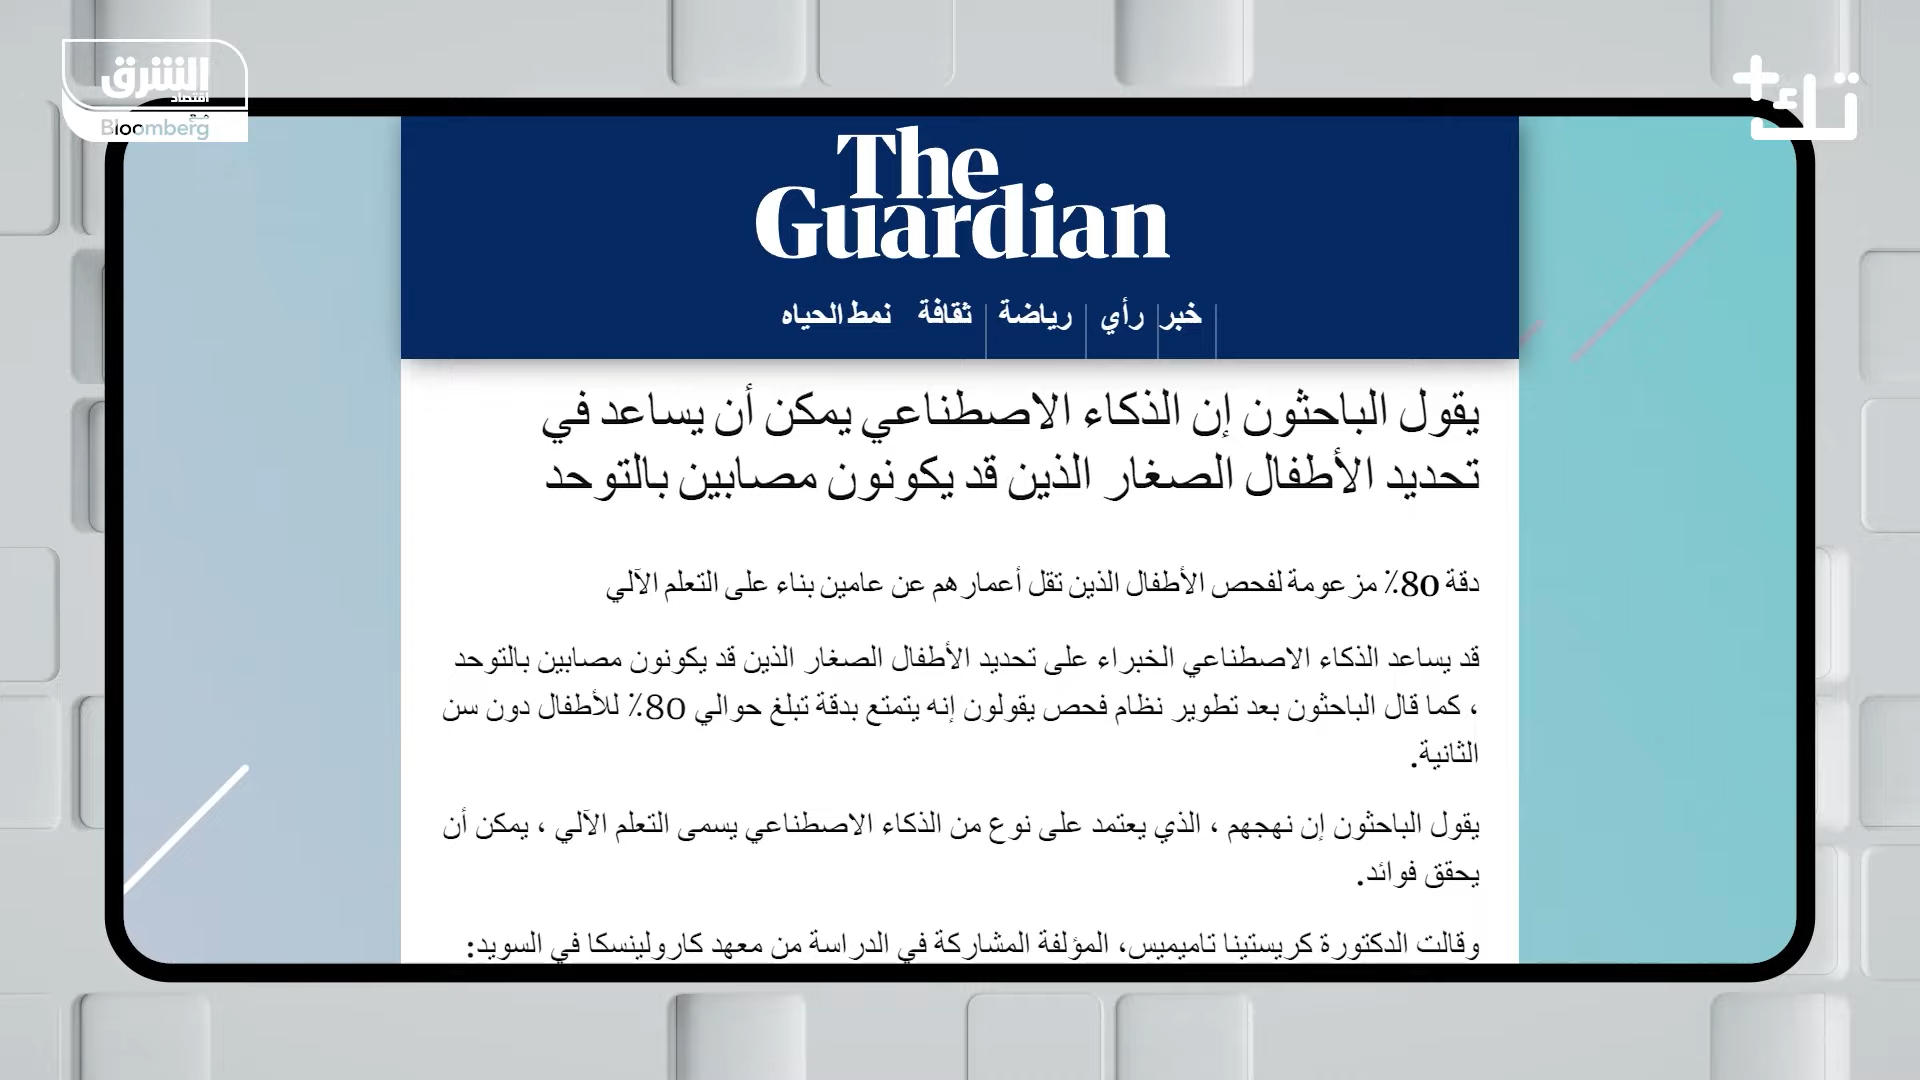 الشرق
اقتصاد
مع
Bloomberg
تك+
The
Guardian
خبر رأي رياضة ثقافة نمط الحياه
يقول الباحثون إن الذكاء الاصطناعي يمكن أن يساعد في
تحديد الأطفال الصغار الذين قد يكونون مصابين بالتوحد
دقة 80٪ مزعومة لفحص الأطفال الذين تقل أعمارهم عن عامين بناء على التعلم الآلي
قد يساعد الذكاء الاصطناعي الخبراء على تحديد الأطفال الصغار الذين قد يكونون مصابين بالتوحد
، كما قال الباحثون بعد تطوير نظام فحص يقولون إنه يتمتع بدقة تبلغ حوالي 80٪ للأطفال دون سن
الثانية.
يقول الباحثون إن نهجهم ، الذي يعتمد على نوع من الذكاء الاصطناعي يسمى التعلم الآلي ، يمكن أن
يحقق فوائد.
وقالت الدكتورة كريستينا تاميميس، المؤلفة المشاركة في الدراسة من معهد كارولينسكا في السويد: